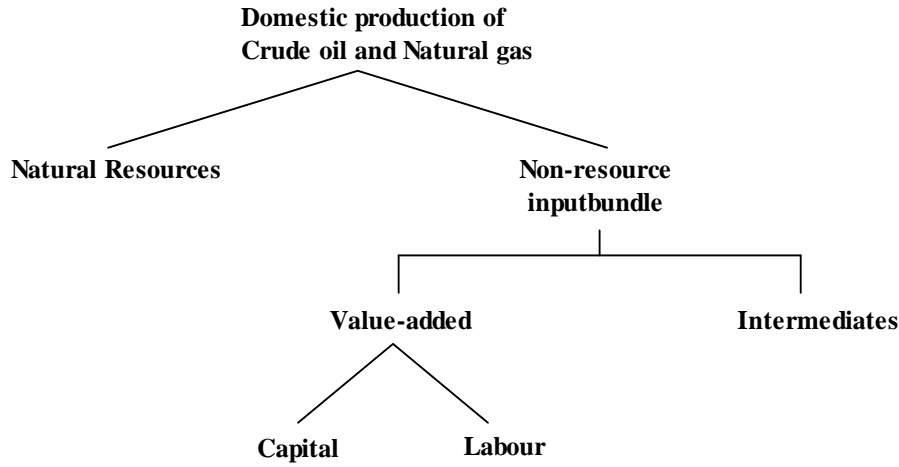 Domestic production of
Crude oil and Natural gas
Natural Resources
Non-resource
inputbundle
Value-added
Intermediates
Capital
Labour